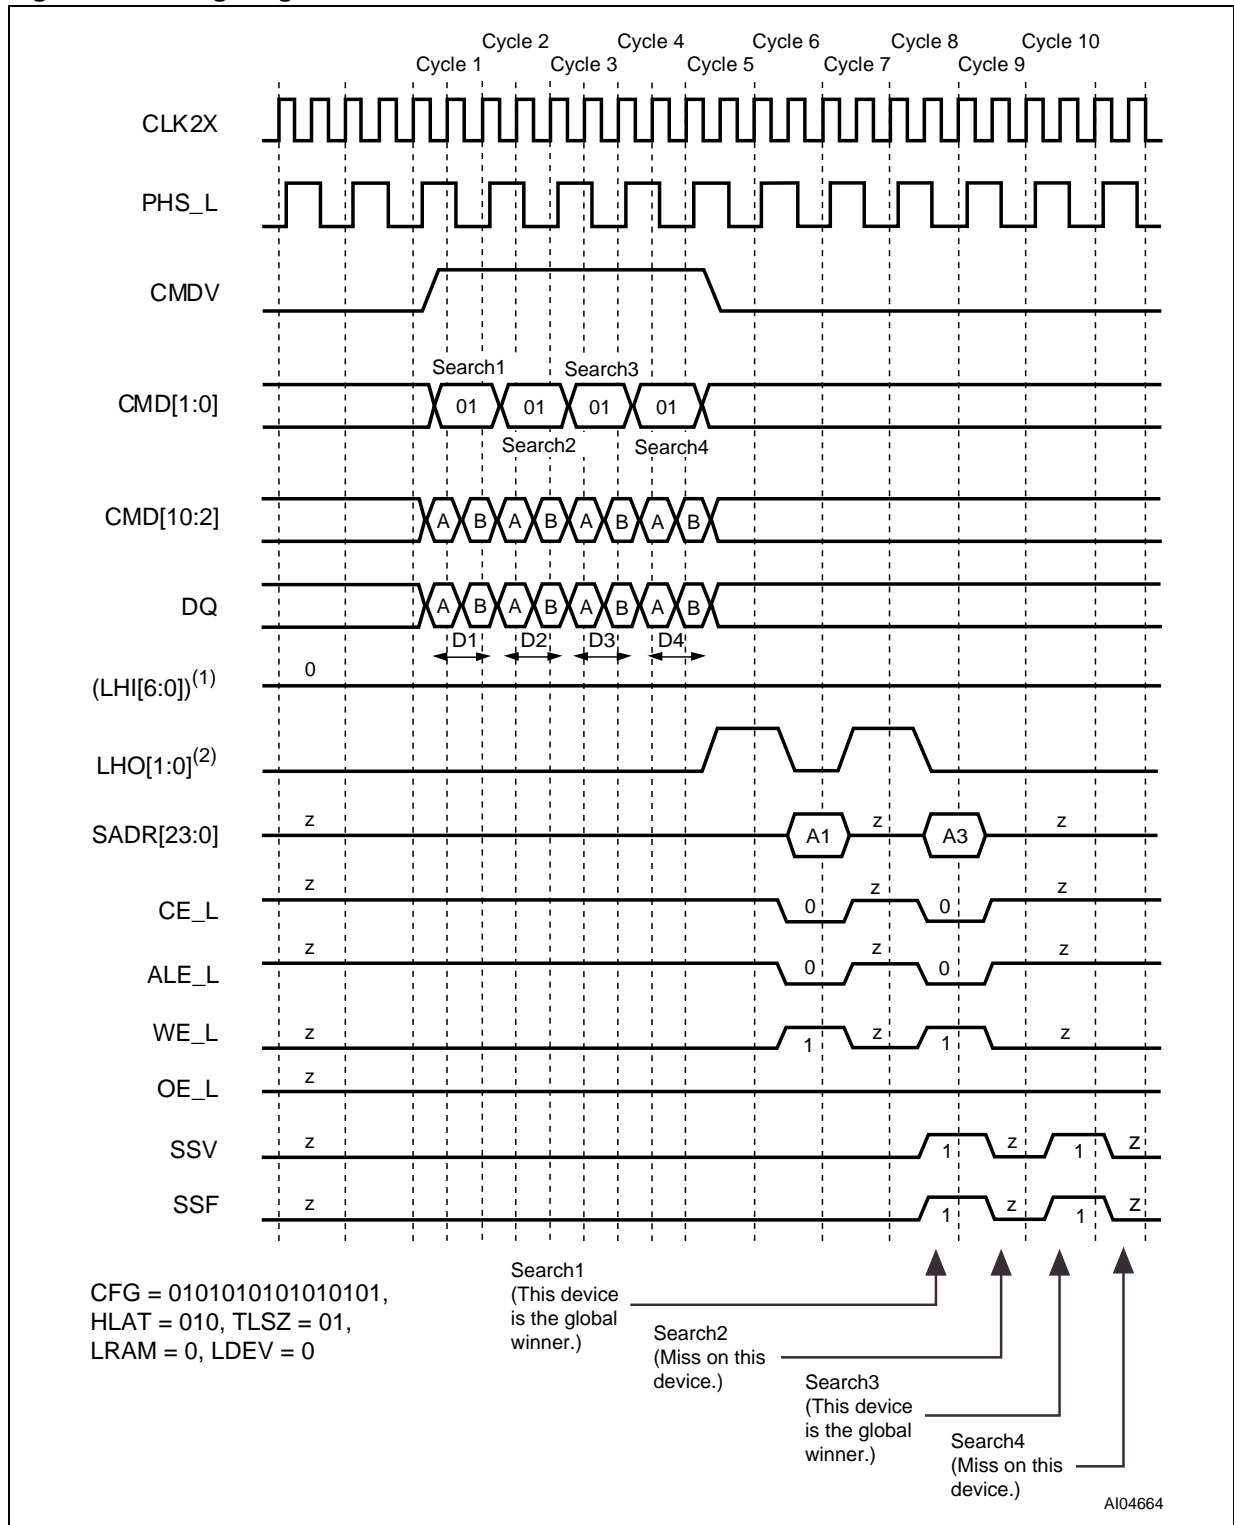 Cycle 2 Cycle 4 Cycle 6 Cycle 8 Cycle 10
Cycle 1 Cycle 3 Cycle 5 Cycle 7 Cycle 9
CLK2X
PHS_L
CMDV
Search1 Search3
CMD[1:0] 01 01 01 01
Search2 Search4
CMD[10:2] A B A B A B A B
DQ A B A B A B A B
D1 D2 D3 D4
(LHI[6:0])(1) 0
LHO[1:0](2)
SADR[23:0] z A1 z A3 z
CE_L z 0 z 0 z
ALE_L z 0 z 0 z
WE_L z 1 z 1 z
OE_L z
SSV z 1 z 1 z
SSF z 1 z 1 z
CFG = 0101010101010101,
HLAT = 010, TLSZ = 01,
LRAM = 0, LDEV = 0
Search1
(This device
is the global
winner.)
Search2
(Miss on this
device.)
Search3
(This device
is the global
winner.)
Search4
(Miss on this
device.)
AI04664